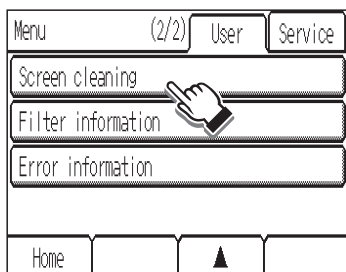 Menu (2/2) User Service
Screen cleaning
Filter information
Error information
Home ▲